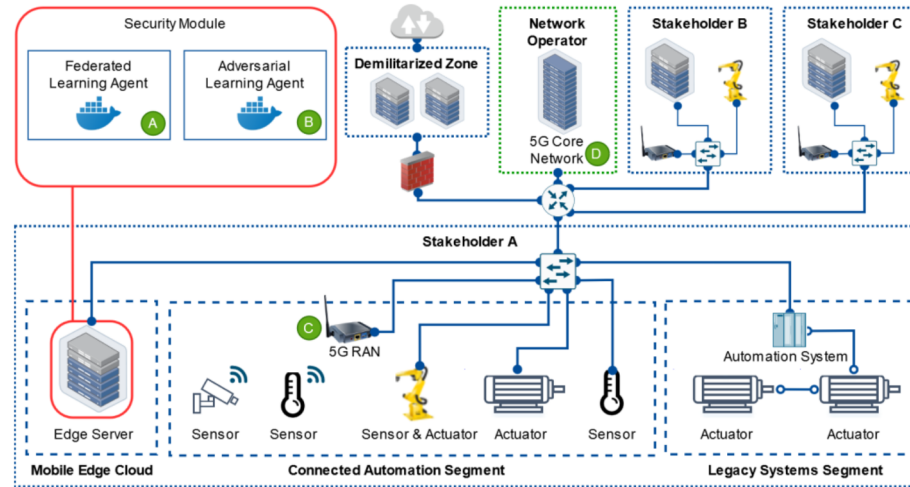 Security Module
Federated
Learning Agent
A
Adversarial
Learning Agent
B
Demilitarized Zone
Network
Operator
5G Core
Network
D
Stakeholder B
Stakeholder C
Stakeholder A
C
5G RAN
Automation System
Edge Server
Sensor
Sensor
Sensor & Actuator
Actuator
Sensor
Actuator
Actuator
Mobile Edge Cloud
Connected Automation Segment
Legacy Systems Segment